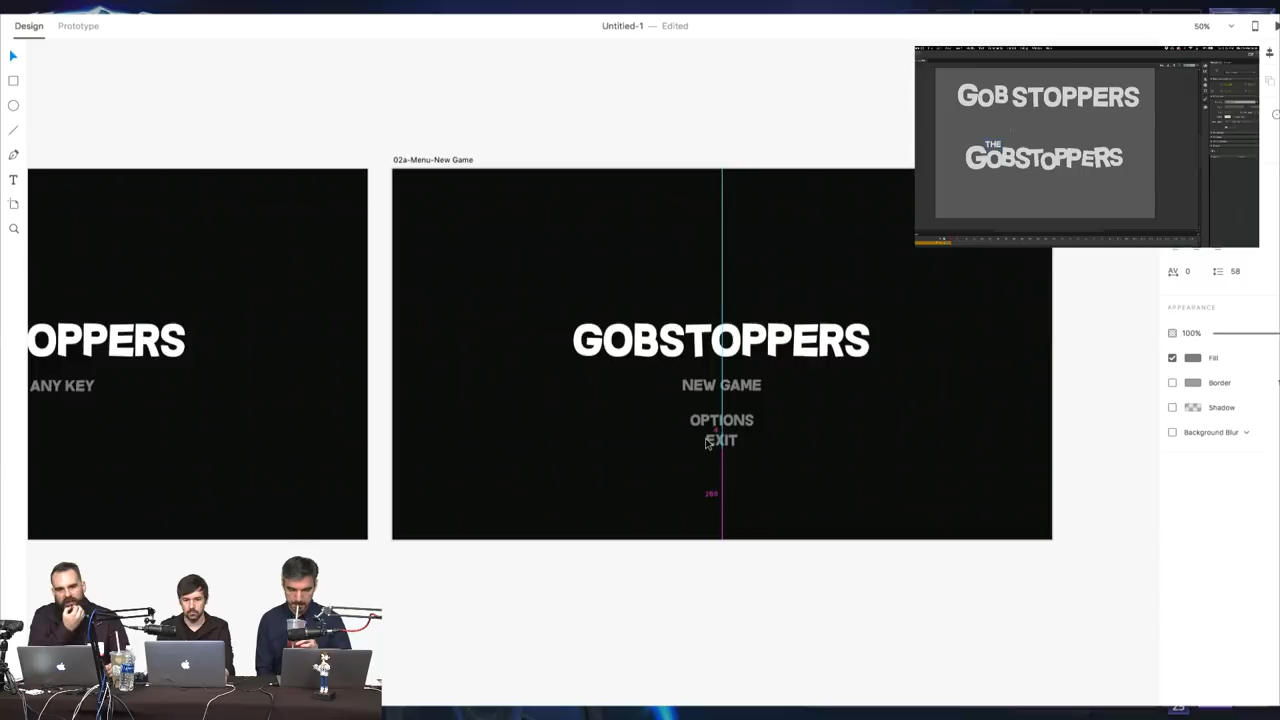 Design Prototype Untitled-1 — Edited 50%
GOB STOPPERS
THE
GOBSTOPPERS
02a-Menu-New Game
AV 0 58
APPEARANCE
100%
Fill
Border
Shadow
Background Blur
OPPERS
ANY KEY
GOBSTOPPERS
NEW GAME
OPTIONS
EXIT